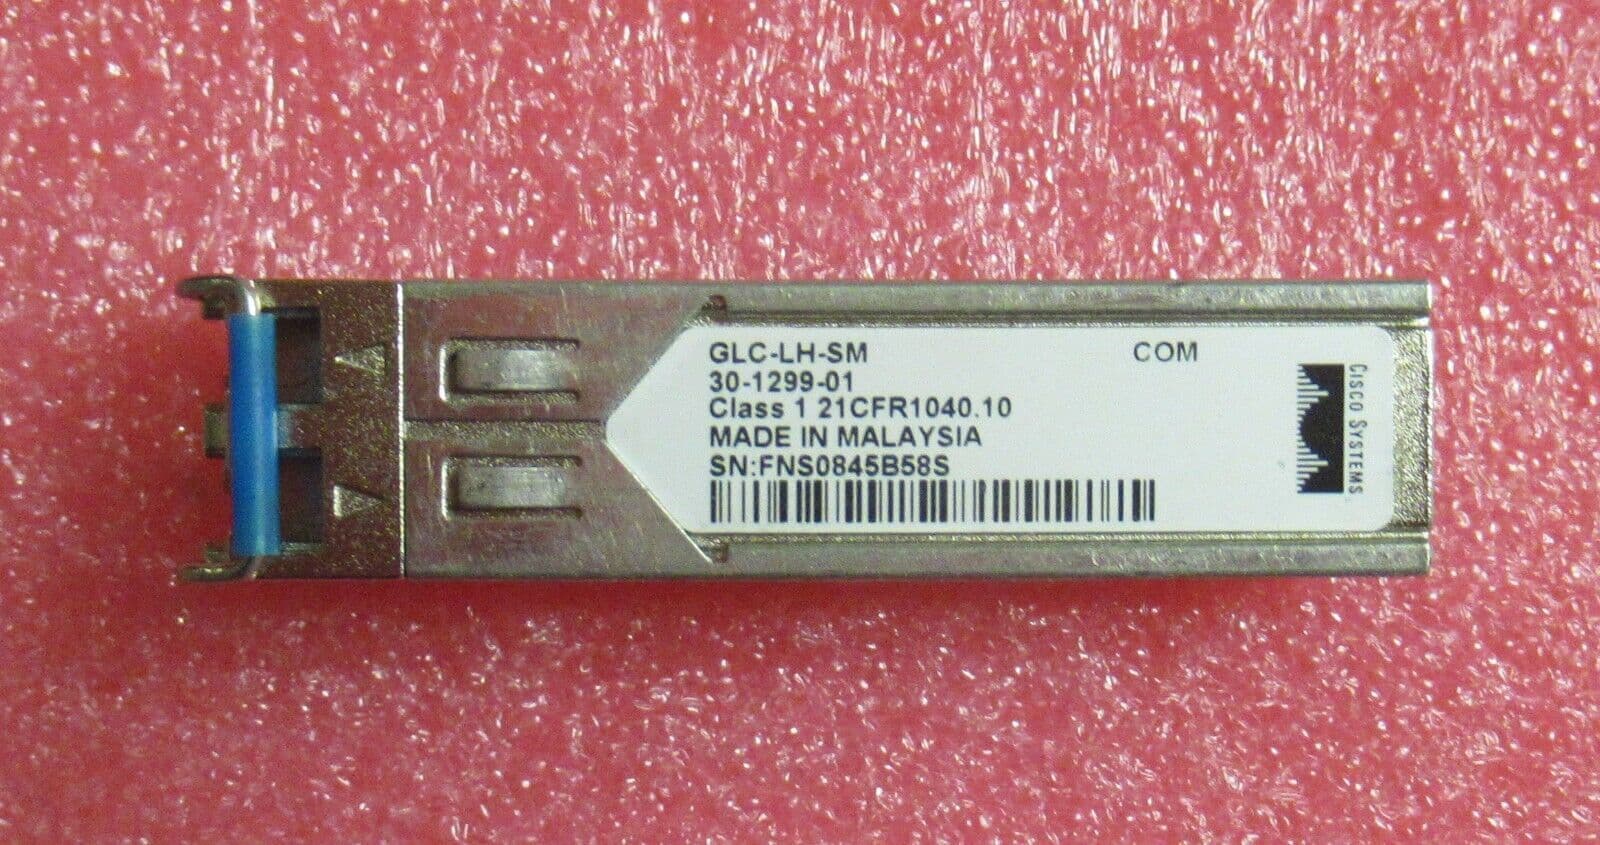 GLC-LH-SM COM
30-1299-01
Class 1 21CFR1040.10
MADE IN MALAYSIA
SN:FNS0845B58S
CISCO SYSTEMS